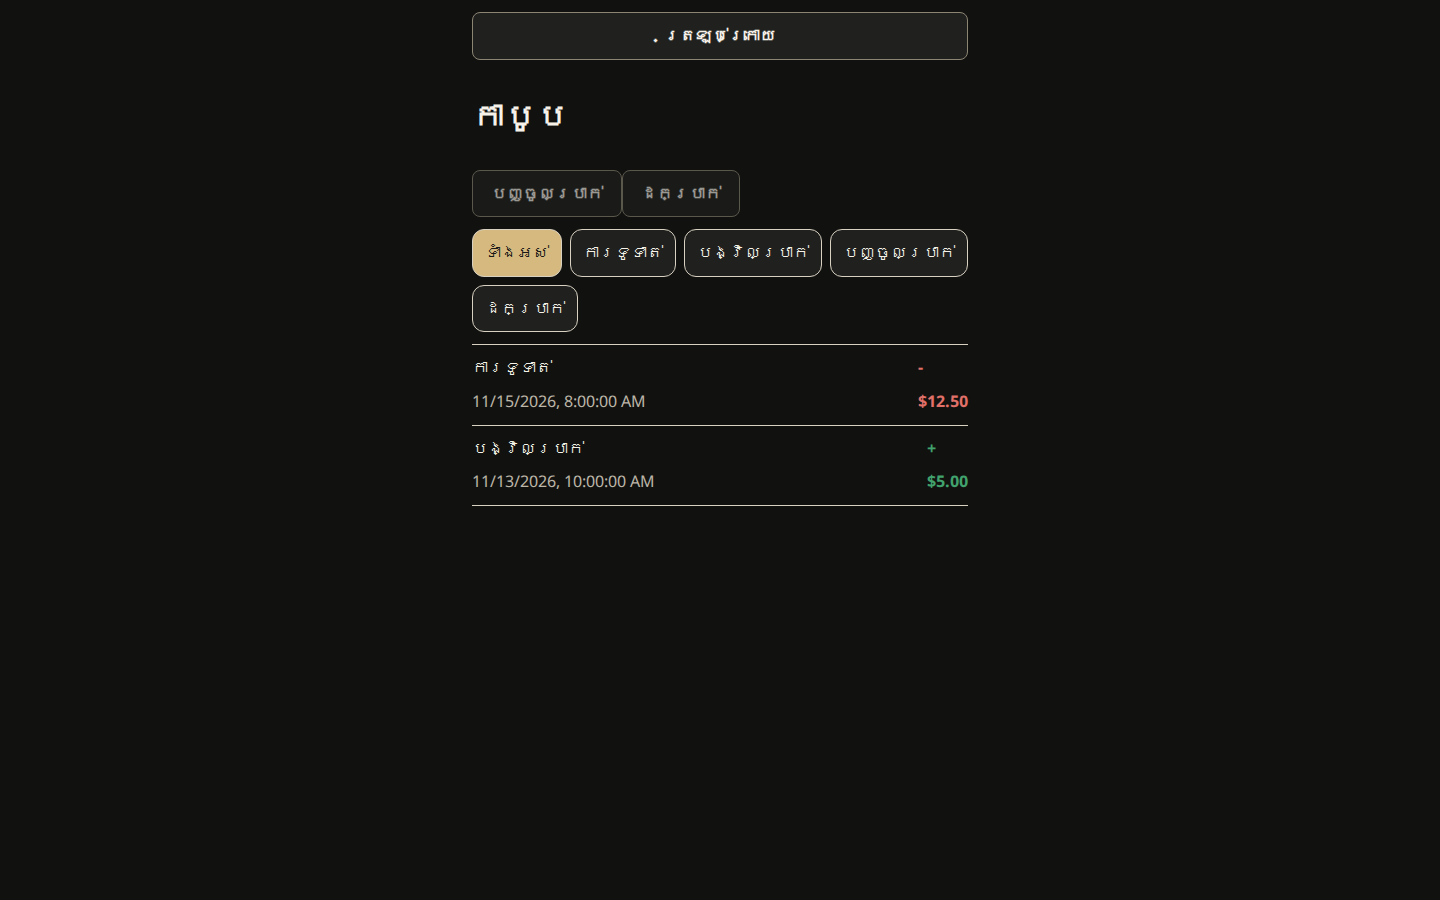 ត្រឡប់ក្រោយ
កាបូប
បញ្ចូលប្រាក់ ដកប្រាក់
ទាំងអស់ ការទូទាត់ បង្វិលប្រាក់ បញ្ចូលប្រាក់
ដកប្រាក់
ការទូទាត់ -
11/15/2026, 8:00:00 AM $12.50
បង្វិលប្រាក់ +
11/13/2026, 10:00:00 AM $5.00